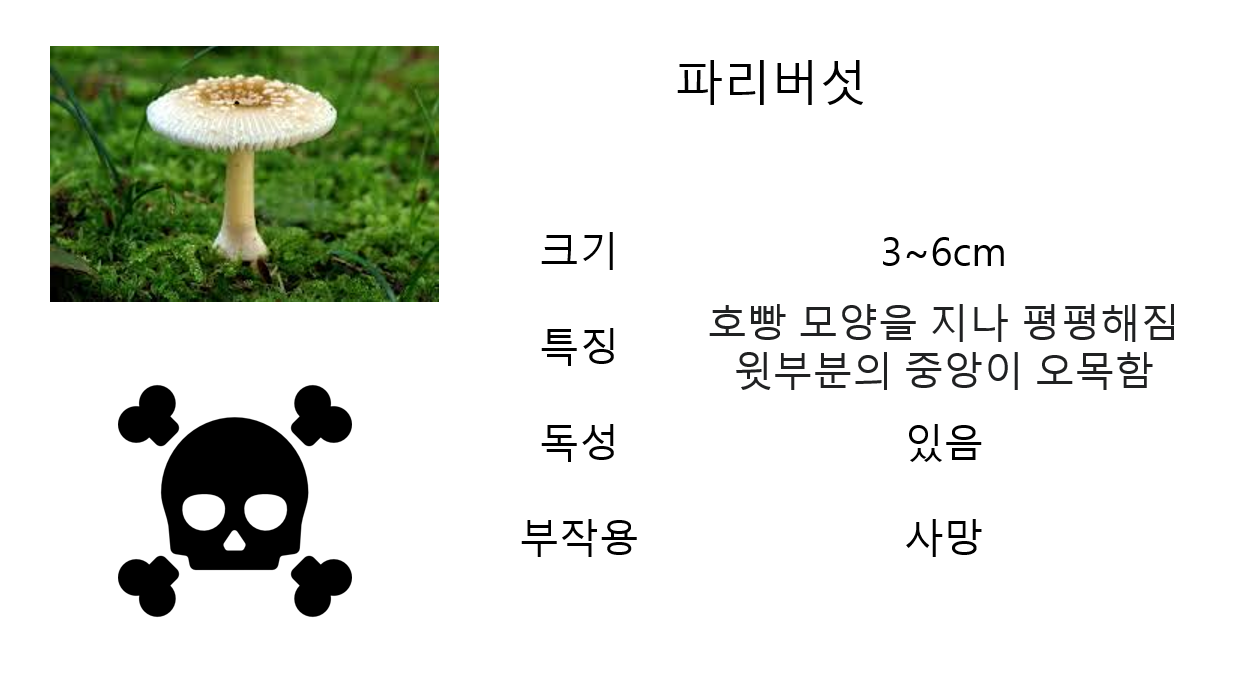 파리버섯
크기 3~6cm
특징 호빵 모양을 지나 평평해짐
윗부분의 중앙이 오목함
독성 있음
부작용 사망